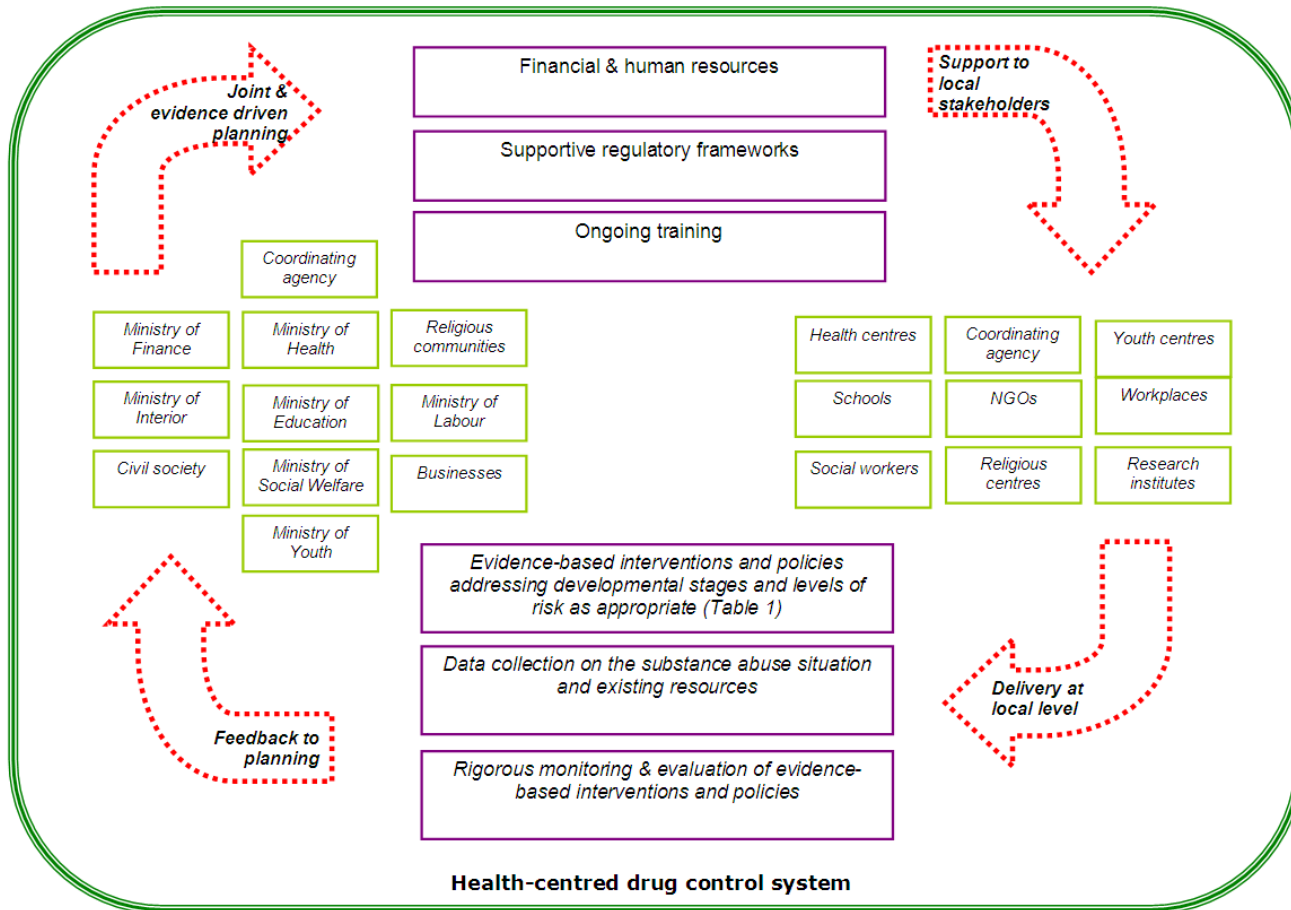 Joint &
evidence driven
planning
Financial & human resources
Supportive regulatory frameworks
Ongoing training
Support to
local
stakeholders
Coordinating
agency
Ministry of
Finance
Ministry of
Health
Religious
communities
Ministry of
Interior
Ministry of
Education
Ministry of
Labour
Civil society
Ministry of
Social Welfare
Businesses
Ministry of
Youth
Health centres
Coordinating
agency
Youth centres
Schools
NGOs
Workplaces
Social workers
Religious
centres
Research
institutes
Evidence-based interventions and policies
addressing developmental stages and levels of
risk as appropriate (Table 1)
Data collection on the substance abuse situation
and existing resources
Rigorous monitoring & evaluation of evidence-
based interventions and policies
Delivery at
local level
Feedback to
planning
Health-centred drug control system